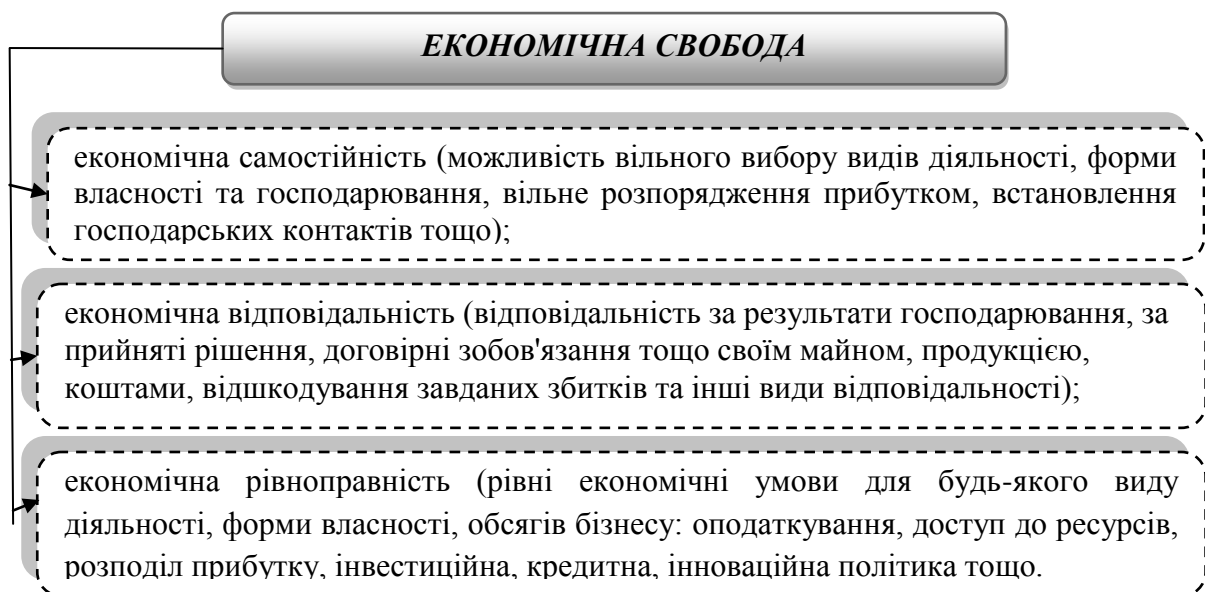 ЕКОНОМІЧНА СВОБОДА
економічна самостійність (можливість вільного вибору видів діяльності, форми
власності та господарювання, вільне розпорядження прибутком, встановлення
господарських контактів тощо);
економічна відповідальність (відповідальність за результати господарювання, за
прийняті рішення, договірні зобов'язання тощо своїм майном, продукцією,
коштами, відшкодування завданих збитків та інші види відповідальності);
економічна рівноправність (рівні економічні умови для будь-якого виду
діяльності, форми власності, обсягів бізнесу: оподаткування, доступ до ресурсів,
розподіл прибутку, інвестиційна, кредитна, інноваційна політика тощо.